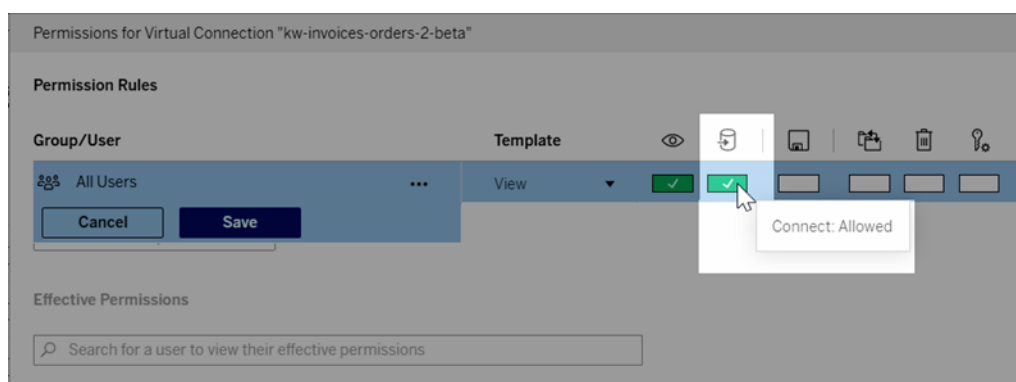 Permissions for Virtual Connection "kw-invoices-orders-2-beta"
Permission Rules
Group/User Template
All Users ••• View
Cancel Save
Connect: Allowed
Effective Permissions
Search for a user to view their effective permissions